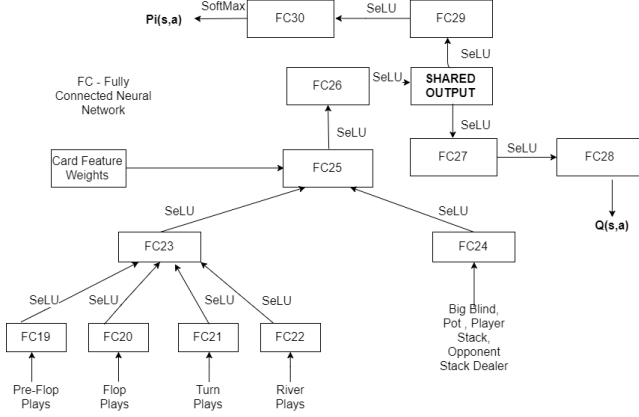 SoftMax
SeLU
Pi(s,a)
FC30
FC29
SeLU
FC - Fully
Connected Neural
Network
FC26
SeLU
SHARED
OUTPUT
SeLU
SeLU
Card Feature
Weights
FC25
FC27
SeLU
FC28
SeLU
SeLU
Q(s,a)
FC23
FC24
SeLU
SeLU
SeLU
SeLU
Big Blind,
Pot , Player
Stack,
Opponent
Stack Dealer
FC19
FC20
FC21
FC22
Pre-Flop
Plays
Flop
Plays
Turn
Plays
River
Plays